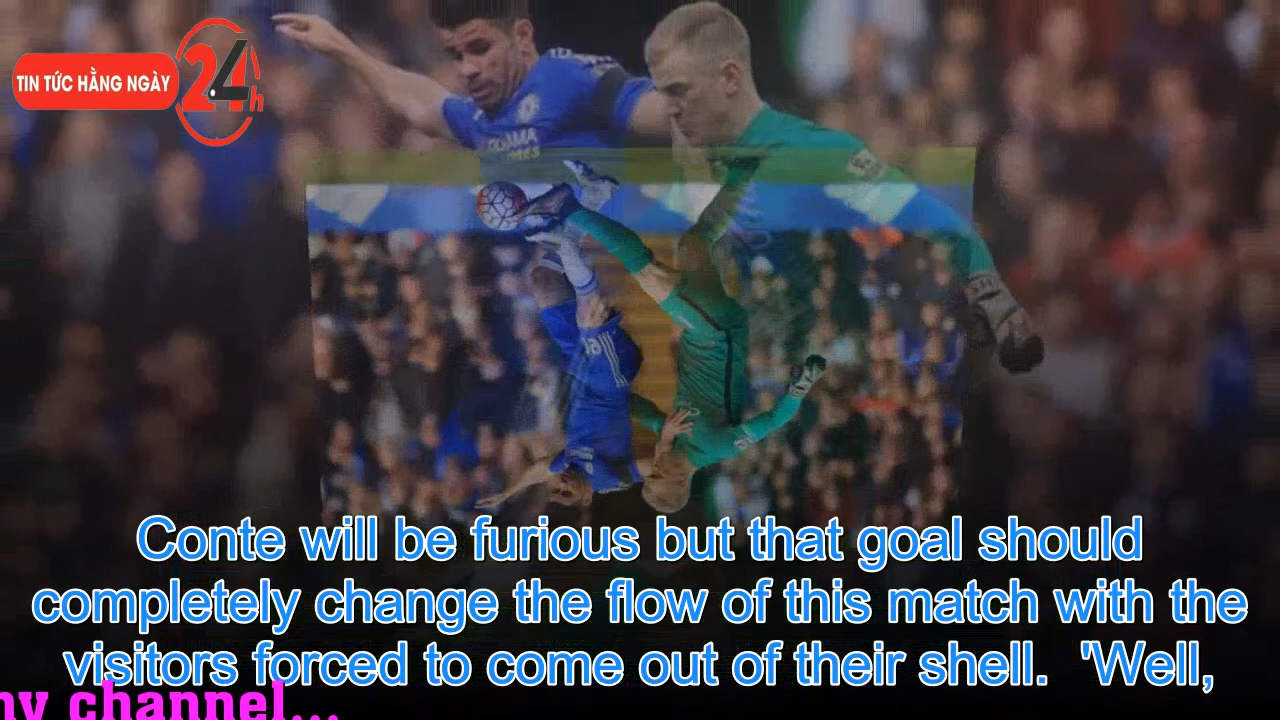 TIN TỨC HẰNG NGÀY
24h
Conte will be furious but that goal should
completely change the flow of this match with the
visitors forced to come out of their shell. 'Well,
my channel...